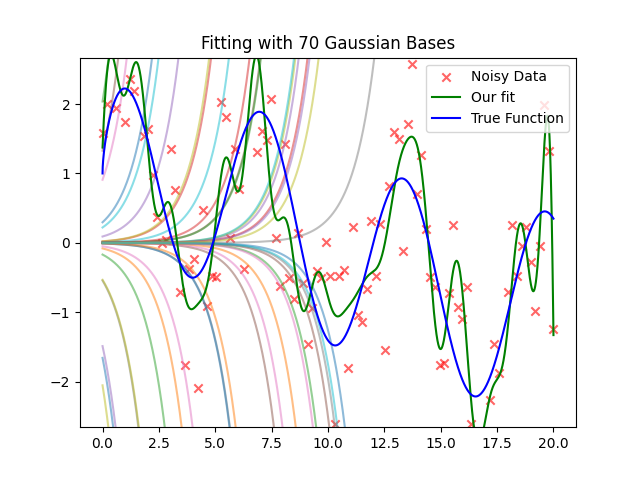 Fitting with 70 Gaussian Bases
Noisy Data
Our fit
True Function
2
1
0
−1
−2
0.0 2.5 5.0 7.5 10.0 12.5 15.0 17.5 20.0